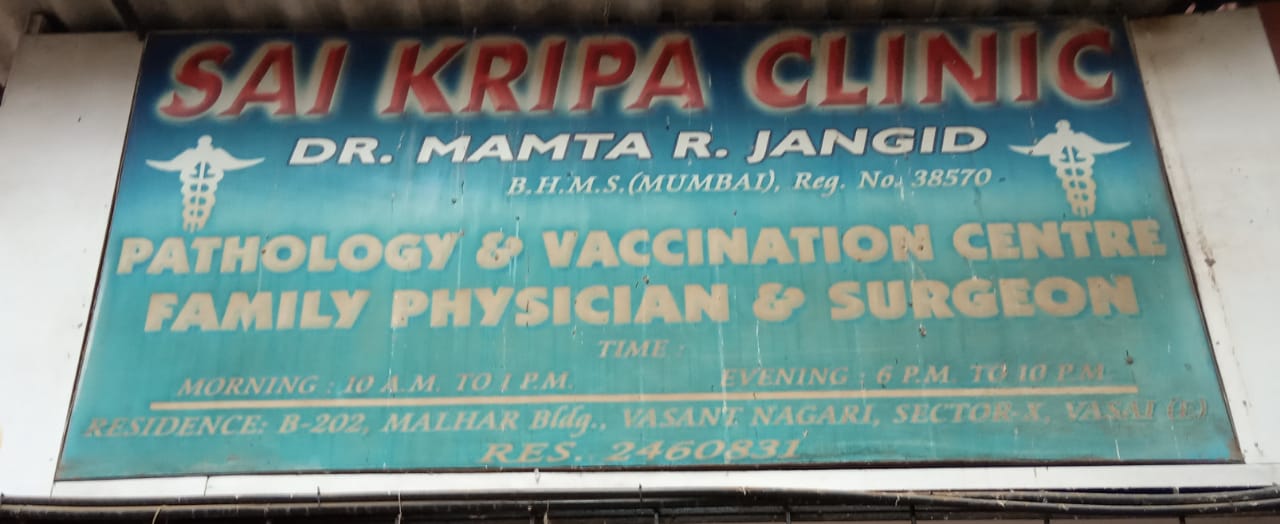 SAI KRIPA CLINIC
DR. MAMTA R. JANGID
B.H.M.S.(MUMBAI), Reg. No. 38570
PATHOLOGY & VACCINATION CENTRE
FAMILY PHYSICIAN & SURGEON
TIME :
MORNING : 10 A.M. TO 1 P.M. EVENING : 6 P.M. TO 10 P.M.
RESIDENCE: B-202, MALHAR Bldg., VASANT NAGARI, SECTOR-X, VASAI (E)
RES. 2460831